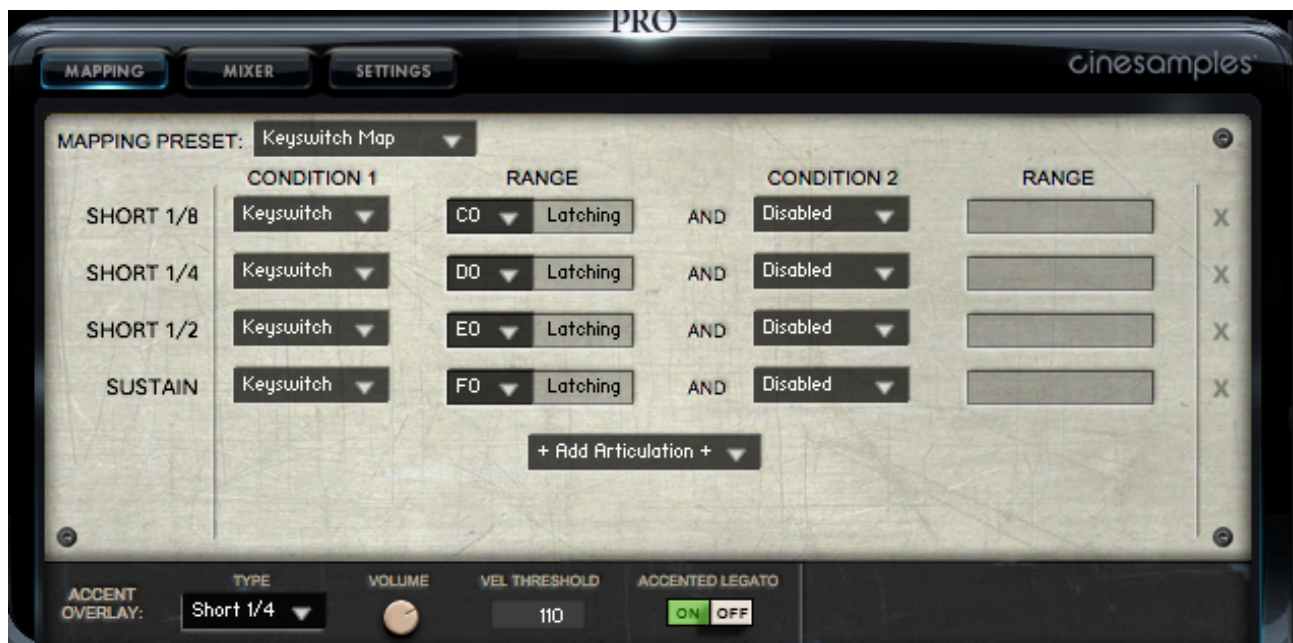 PRO
MAPPING MIXER SETTINGS cinesamples
MAPPING PRESET: Keyswitch Map
CONDITION 1 RANGE CONDITION 2 RANGE
SHORT 1/8 Keyswitch C0 Latching AND Disabled X
SHORT 1/4 Keyswitch D0 Latching AND Disabled X
SHORT 1/2 Keyswitch E0 Latching AND Disabled X
SUSTAIN Keyswitch F0 Latching AND Disabled X
+ Add Articulation +
TYPE VOLUME VEL THRESHOLD ACCENTED LEGATO
ACCENT OVERLAY: Short 1/4 110 ON OFF